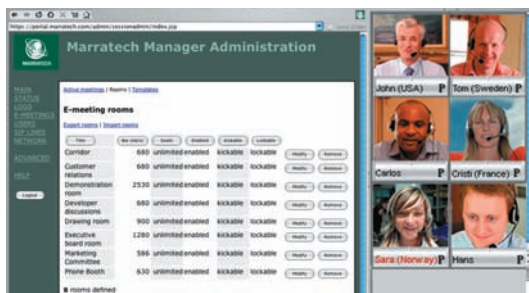 https://portal.marratech.com/admin/sessionadmin/index.jsp
Marratech Manager Administration
MARRATECH
MAIN
STATUS
LOGS
E-MEETINGS
USERS
SIP LINES
NETWORK
ADVANCED
HELP
Logout
Active meetings | Rooms | Templates
E-meeting rooms
Export rooms | Import rooms
Title Enabled Kickable Lockable
Corridor 680 unlimited enabled kickable lockable Modify Remove
Customer relations 680 unlimited enabled kickable lockable Modify Remove
Demonstration room 2530 unlimited enabled kickable lockable Modify Remove
Developer discussions 680 unlimited enabled kickable lockable Modify Remove
Drawing room 900 unlimited enabled kickable lockable Modify Remove
Executive board room 1280 unlimited enabled kickable lockable Modify Remove
Marketing Committee 586 unlimited enabled kickable lockable Modify Remove
Phone Booth 630 unlimited enabled kickable lockable Modify Remove
8 rooms defined
John (USA) P
Tom (Sweden) P
Carlos P
Cristi (France) P
Sara (Norway) P
Hans P